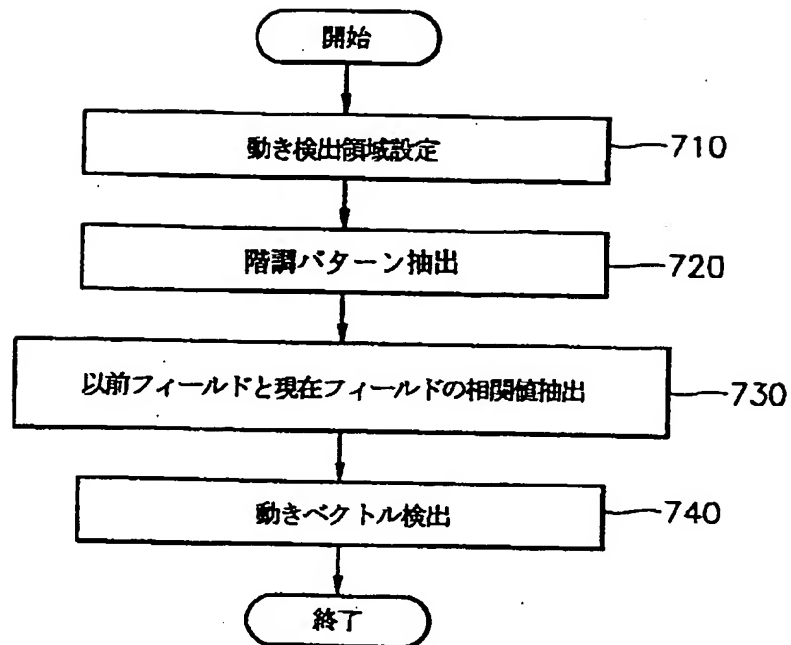 開始
動き検出領域設定
710
階調パターン抽出
720
以前フィールドと現在フィールドの相関値抽出
730
動きベクトル検出
740
終了